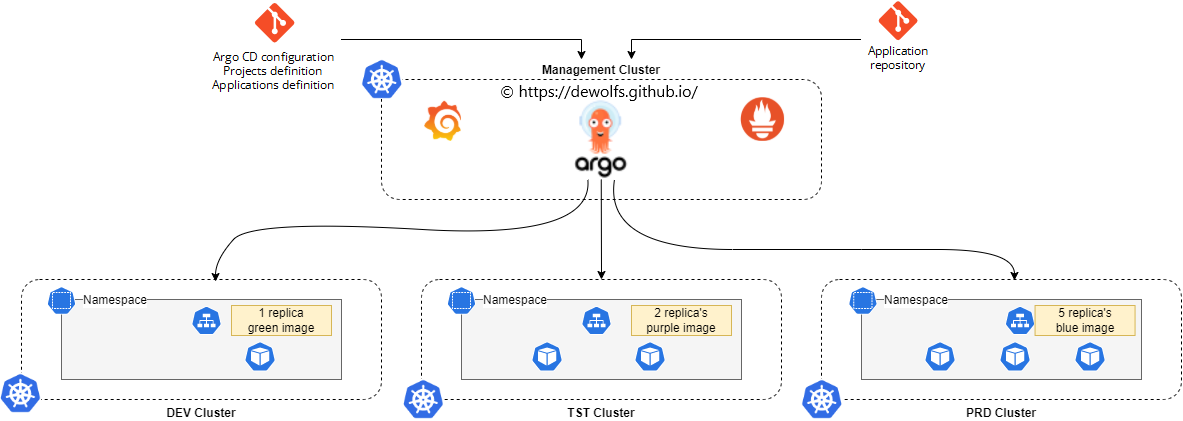 Argo CD configuration
Projects definition
Applications definition
Application
repository
Management Cluster
© https://dewolfs.github.io/
argo
Namespace
1 replica
green image
DEV Cluster
Namespace
2 replica's
purple image
TST Cluster
Namespace
5 replica's
blue image
PRD Cluster